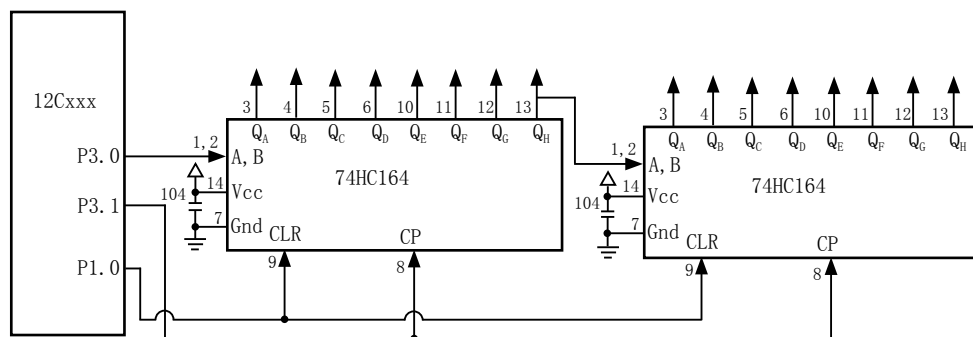 12Cxxx
P3.0
P3.1
P1.0
3 4 5 6 10 11 12 13
QA QB QC QD QE QF QG QH
1,2
A,B
74HC164
14
Vcc
104
7
Gnd
CLR
CP
9
8
3 4 5 6 10 11 12 13
QA QB QC QD QE QF QG QH
1,2
A,B
74HC164
14
Vcc
104
7
Gnd
CLR
CP
9
8